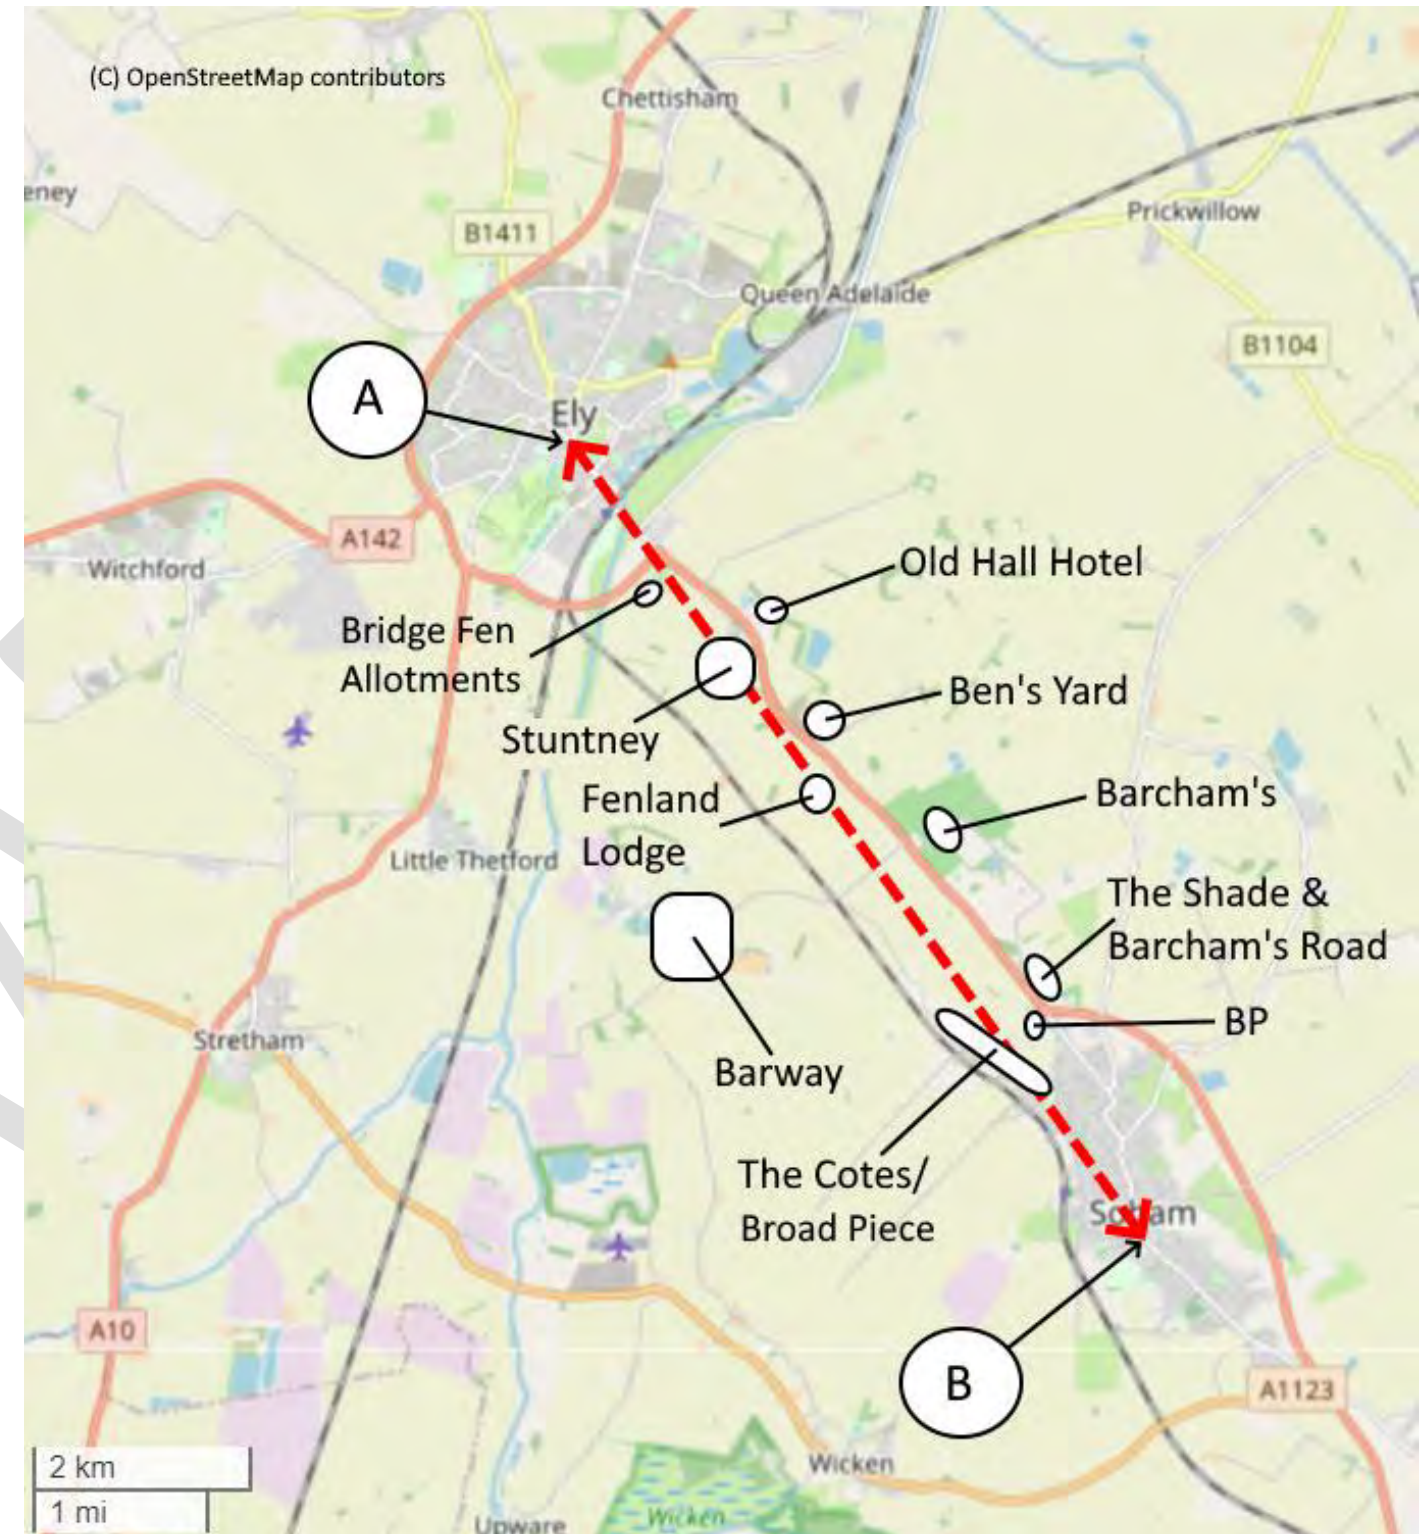 (C) OpenStreetMap contributors
Chettisham
eney
B1411
Prickwillow
Queen Adelaide
B1104
A
Ely
A142
Witchford
Old Hall Hotel
Bridge Fen
Allotments
Ben's Yard
Stuntney
Fenland
Lodge
Barcham's
Little Thetford
The Shade &
Barcham's Road
BP
Stretham
Barway
The Cotes/
Broad Piece
Soham
A10
B
A1123
2 km
Wicken
1 mi
Upware
Wicken